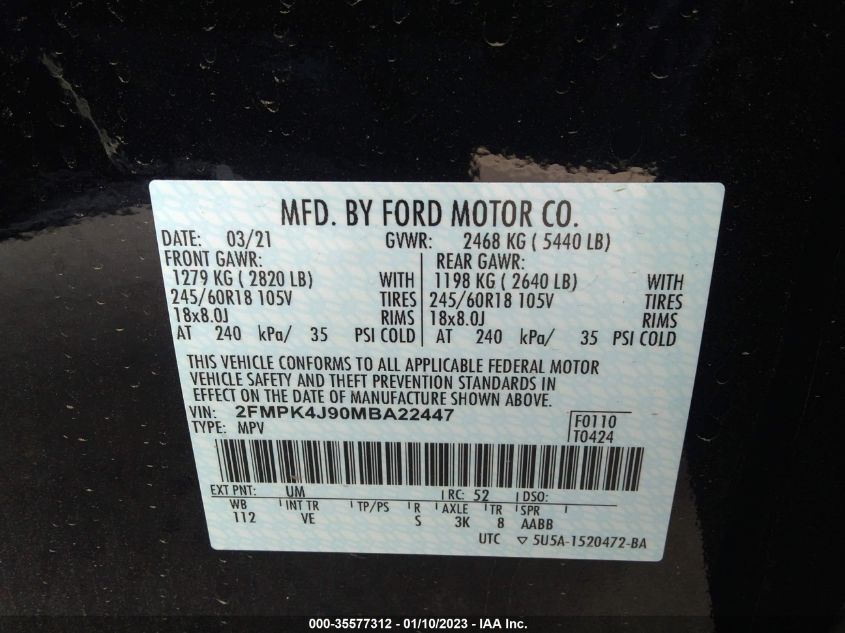 MFD. BY FORD MOTOR CO.
DATE: 03/21 GVWR: 2468 KG ( 5440 LB)
FRONT GAWR: REAR GAWR:
1279 KG ( 2820 LB) WITH 1198 KG ( 2640 LB) WITH
245/60R18 105V TIRES 245/60R18 105V TIRES
18x8.0J RIMS 18x8.0J RIMS
AT 240 kPa/ 35 PSI COLD AT 240 kPa/ 35 PSI COLD
THIS VEHICLE CONFORMS TO ALL APPLICABLE FEDERAL MOTOR
VEHICLE SAFETY AND THEFT PREVENTION STANDARDS IN
EFFECT ON THE DATE OF MANUFACTURE SHOWN ABOVE.
VIN: 2FMPK4J90MBA22447 F0110
TYPE: MPV T0424
EXT PNT: UM RC: 52 DSO:
WB INT TR TP/PS R AXLE TR SPR
112 VE S 3K 8 AABB
UTC ▽ 5U5A-1520472-BA
000-35577312 - 01/10/2023 - IAA Inc.